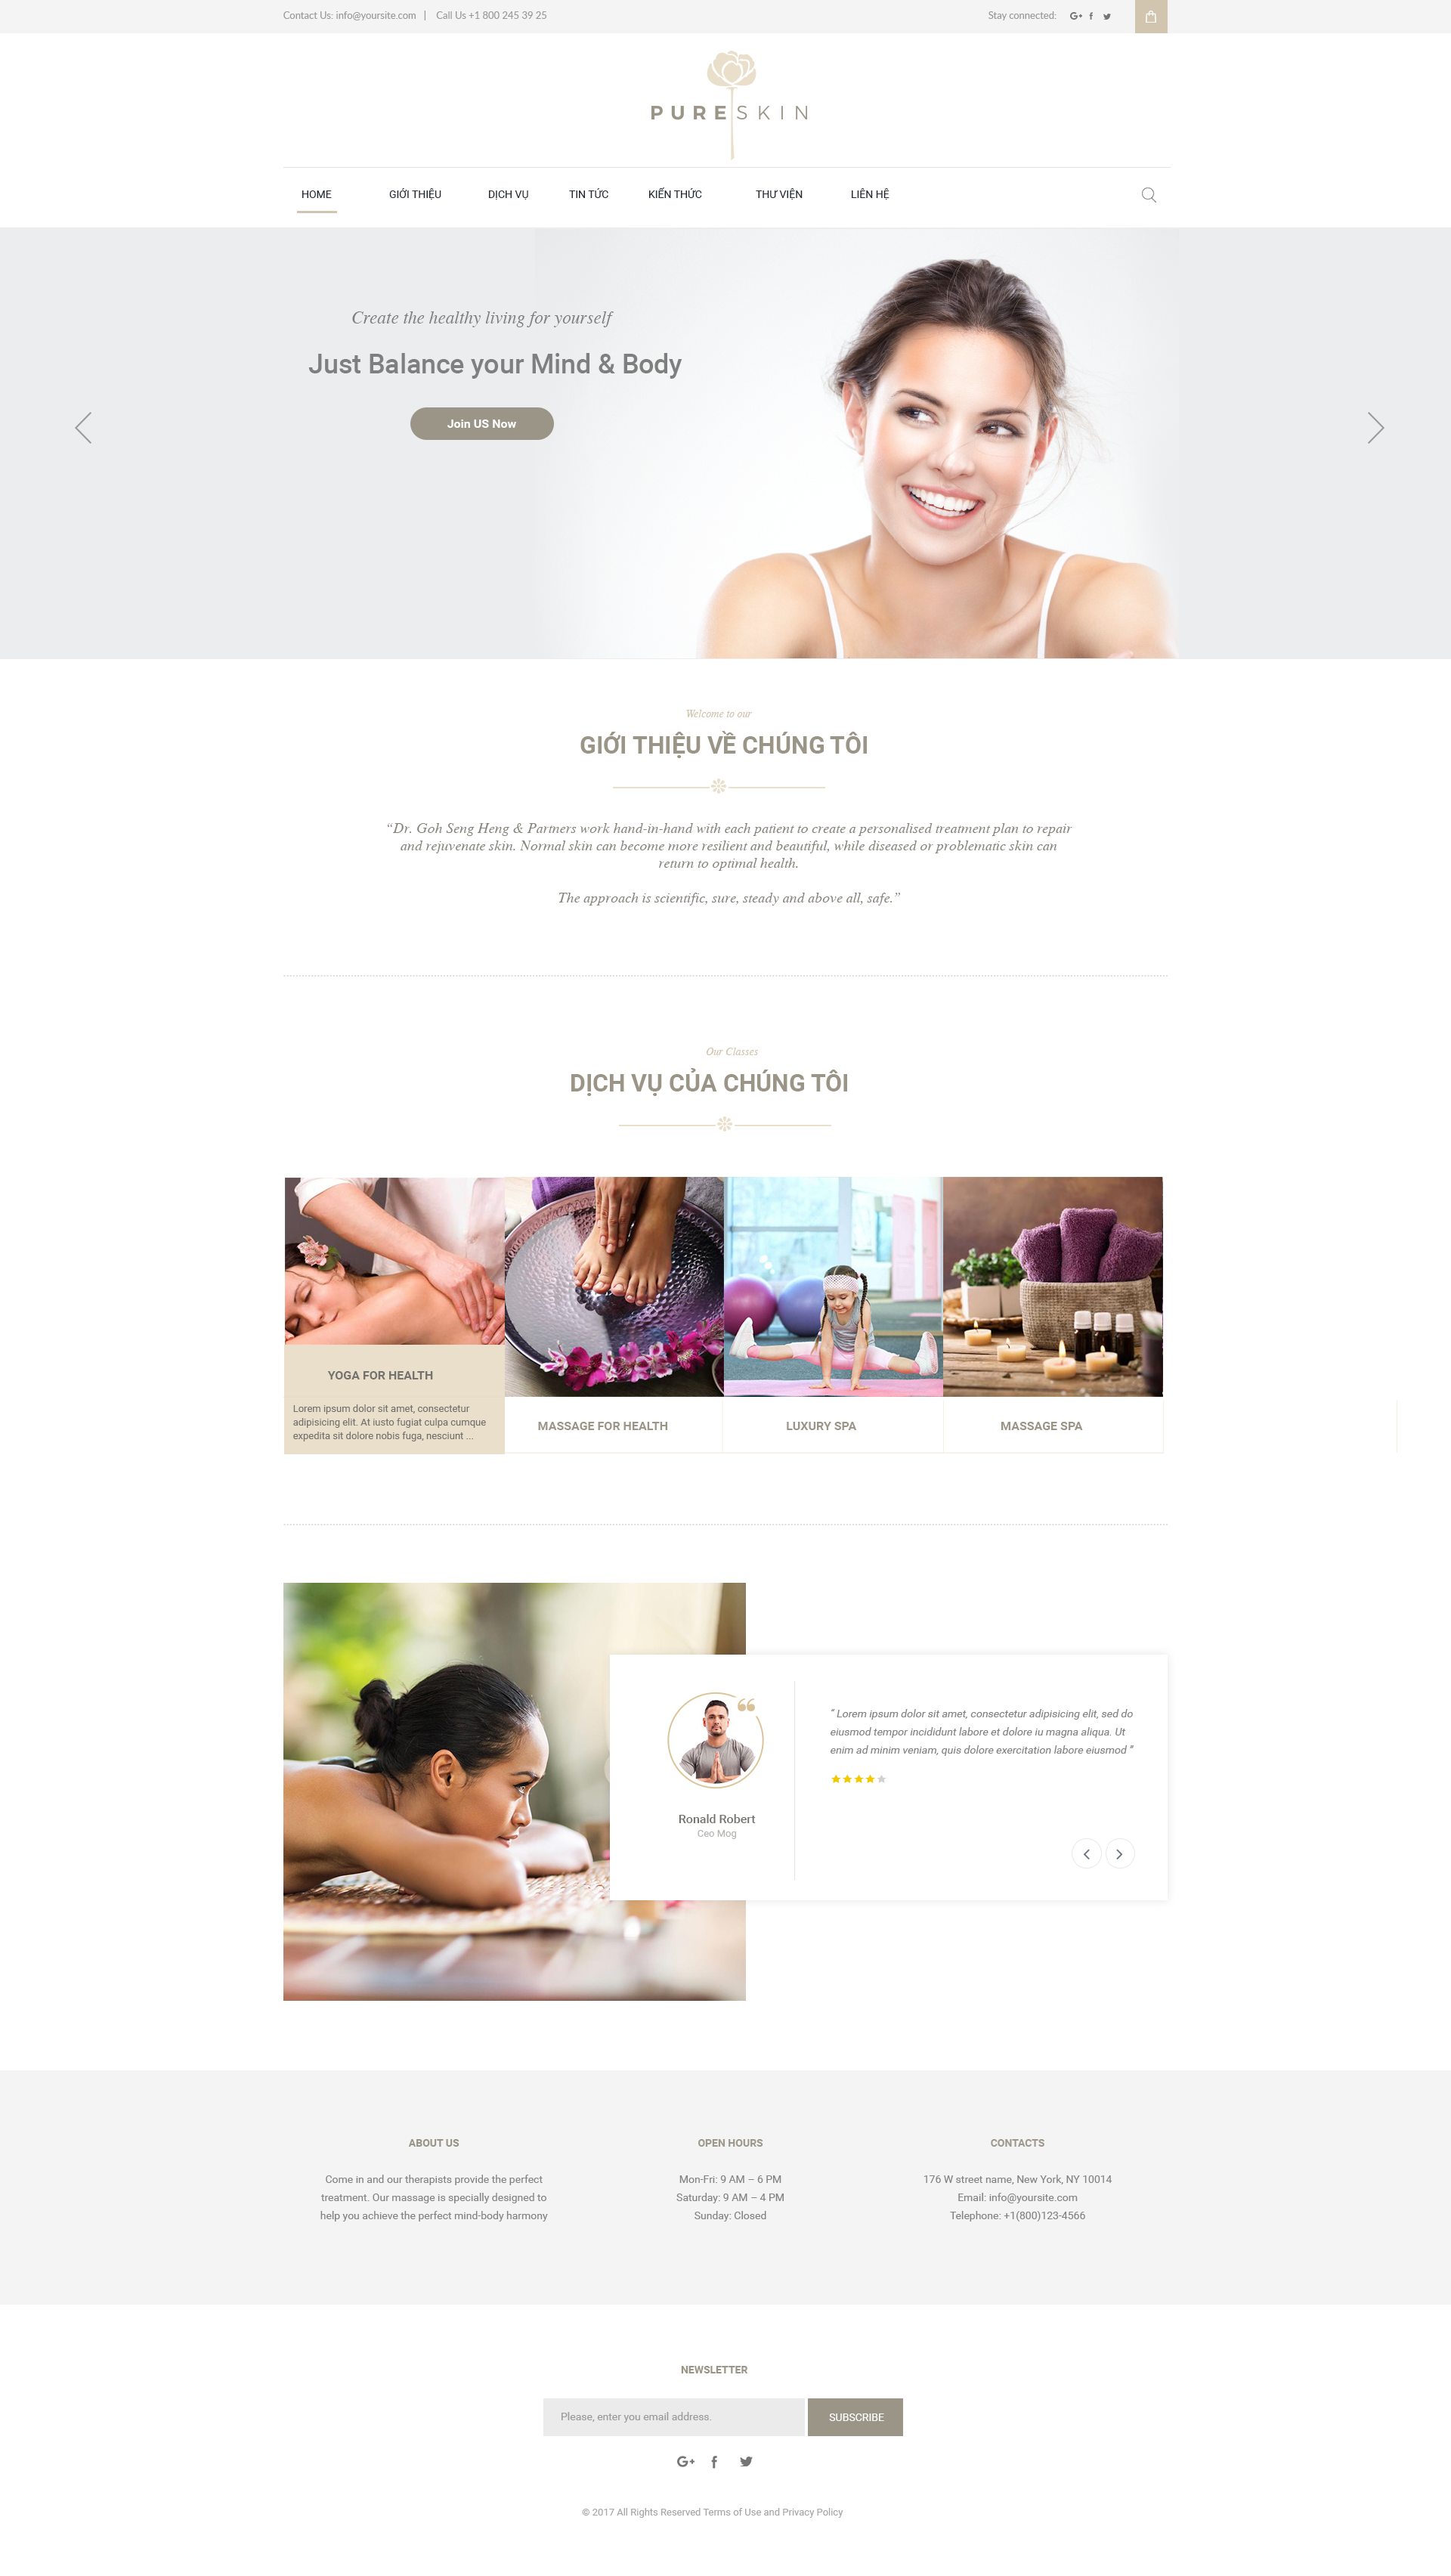 Contact Us: info@yoursite.com | Call Us +1 800 245 39 25
Stay connected:
PURE SKIN
HOME
GIỚI THIỆU
DỊCH VỤ
TIN TỨC
KIẾN THỨC
THƯ VIỆN
LIÊN HỆ
Create the healthy living for yourself
Just Balance your Mind & Body
Join US Now
Welcome to our
GIỚI THIỆU VỀ CHÚNG TÔI
“Dr. Goh Seng Heng & Partners work hand-in-hand with each patient to create a personalised treatment plan to repair
and rejuvenate skin. Normal skin can become more resilient and beautiful, while diseased or problematic skin can
return to optimal health.
The approach is scientific, sure, steady and above all, safe.”
Our Classes
DỊCH VỤ CỦA CHÚNG TÔI
YOGA FOR HEALTH
Lorem ipsum dolor sit amet, consectetur
adipisicing elit. At iusto fugiat culpa cumque
expedita sit dolore nobis fuga, nesciunt ...
MASSAGE FOR HEALTH
LUXURY SPA
MASSAGE SPA
“ Lorem ipsum dolor sit amet, consectetur adipisicing elit, sed do
eiusmod tempor incididunt labore et dolore iu magna aliqua. Ut
enim ad minim veniam, quis dolore exercitation labore eiusmod ”
Ronald Robert
Ceo Mog
ABOUT US
Come in and our therapists provide the perfect
treatment. Our massage is specially designed to
help you achieve the perfect mind-body harmony
OPEN HOURS
Mon-Fri: 9 AM – 6 PM
Saturday: 9 AM – 4 PM
Sunday: Closed
CONTACTS
176 W street name, New York, NY 10014
Email: info@yoursite.com
Telephone: +1(800)123-4566
NEWSLETTER
Please, enter you email address.
SUBSCRIBE
© 2017 All Rights Reserved Terms of Use and Privacy Policy